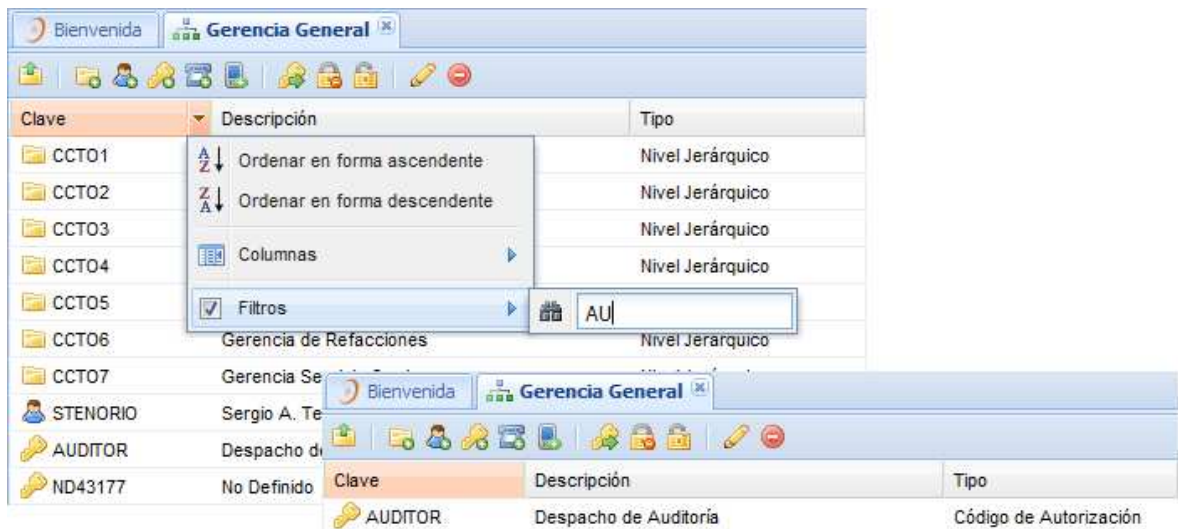 Bienvenida Gerencia General
Clave Descripción Tipo
CCTO1 Nivel Jerárquico
CCTO2 Nivel Jerárquico
CCTO3 Nivel Jerárquico
CCTO4 Nivel Jerárquico
CCTO5
CCTO6 Gerencia de Refacciones Nivel Jerárquico
CCTO7 Gerencia
STENORIO Sergio A.
AUDITOR Despacho
ND43177 No Definido
Ordenar en forma ascendente
Ordenar en forma descendente
Columnas
Filtros
AU
Bienvenida Gerencia General
Clave Descripción Tipo
AUDITOR Despacho de Auditoría Código de Autorización